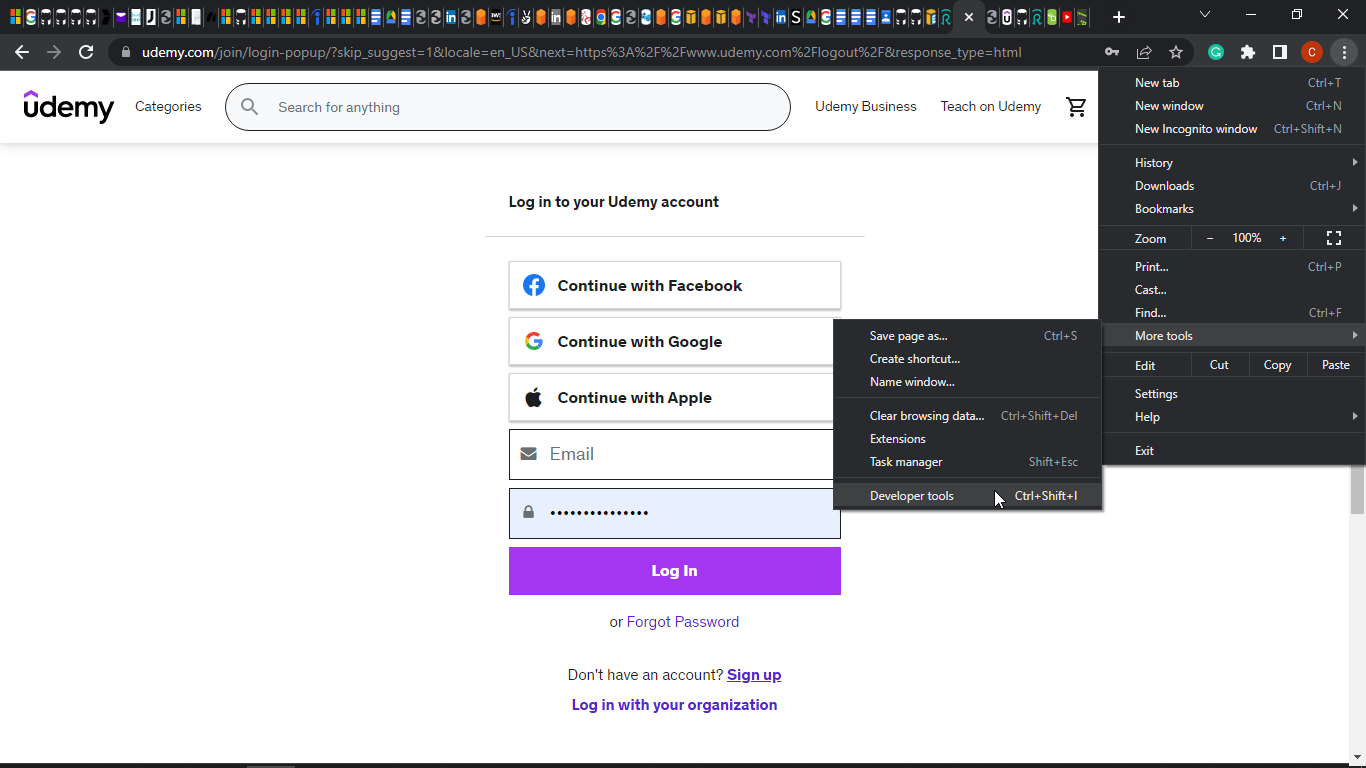 udemy.com/join/login-popup/?skip_suggest=1&locale=en_US&next=https%3A%2F%2Fwww.udemy.com%2Flogout%2F&response_type=html
C
ûdemy
Categories
Search for anything
Udemy Business
Teach on Udemy
Log in to your Udemy account
Continue with Facebook
Continue with Google
Continue with Apple
Email
Log In
or Forgot Password
Don't have an account? Sign up
Log in with your organization
New tab Ctrl+T
New window Ctrl+N
New Incognito window Ctrl+Shift+N
History
Downloads Ctrl+J
Bookmarks
Zoom - 100% +
Print... Ctrl+P
Cast...
Find... Ctrl+F
More tools
Edit Cut Copy Paste
Settings
Help
Exit
Save page as... Ctrl+S
Create shortcut...
Name window...
Clear browsing data... Ctrl+Shift+Del
Extensions
Task manager Shift+Esc
Developer tools Ctrl+Shift+I